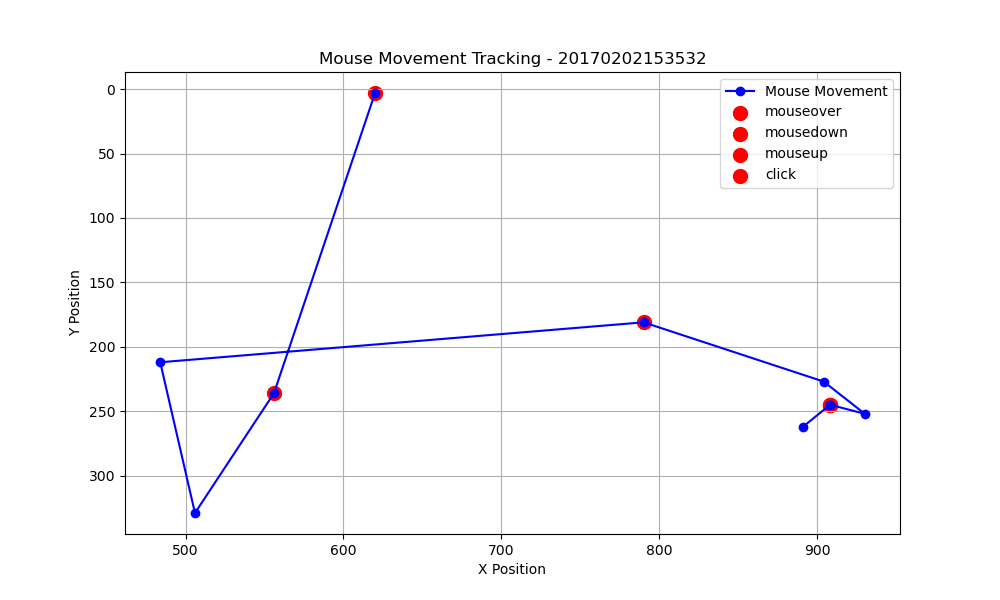 Mouse Movement Tracking - 20170202153532
Mouse Movement
mouseover
mousedown
mouseup
click
0
50
100
150
200
250
300
Y Position
500
600
700
800
900
X Position